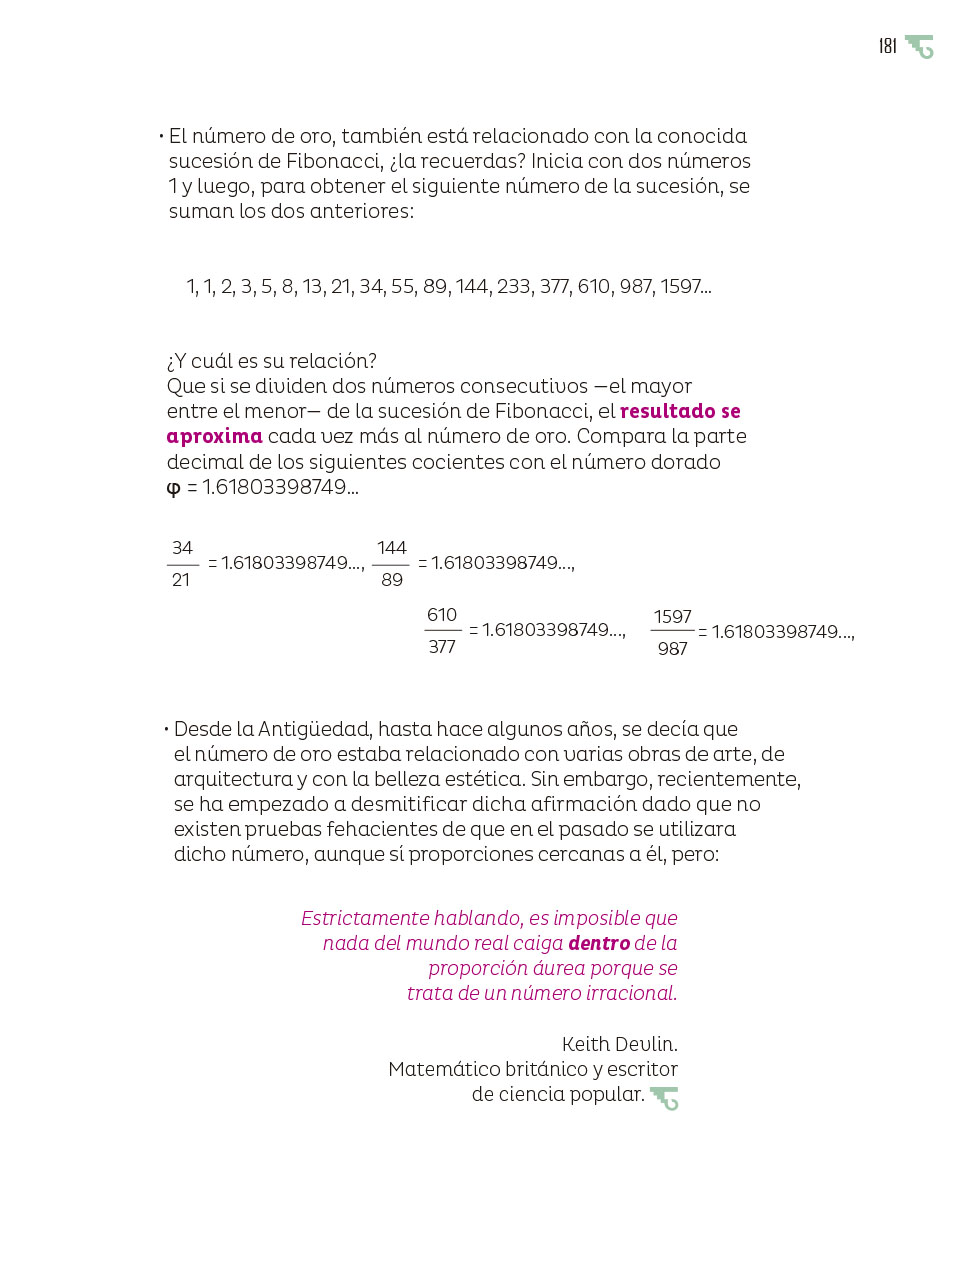 181
• El número de oro, también está relacionado con la conocida
sucesión de Fibonacci, ¿la recuerdas? Inicia con dos números
1 y luego, para obtener el siguiente número de la sucesión, se
suman los dos anteriores:
1, 1, 2, 3, 5, 8, 13, 21, 34, 55, 89, 144, 233, 377, 610, 987, 1597...
¿Y cuál es su relación?
Que si se dividen dos números consecutivos —el mayor
entre el menor— de la sucesión de Fibonacci, el resultado se
aproxima cada vez más al número de oro. Compara la parte
decimal de los siguientes cocientes con el número dorado
φ = 1.61803398749...
34/21 = 1.61803398749..., 144/89 = 1.61803398749...,
610/377 = 1.61803398749..., 1597/987 = 1.61803398749...,
• Desde la Antigüedad, hasta hace algunos años, se decía que
el número de oro estaba relacionado con varias obras de arte, de
arquitectura y con la belleza estética. Sin embargo, recientemente,
se ha empezado a desmitificar dicha afirmación dado que no
existen pruebas fehacientes de que en el pasado se utilizara
dicho número, aunque sí proporciones cercanas a él, pero:
Estrictamente hablando, es imposible que
nada del mundo real caiga dentro de la
proporción áurea porque se
trata de un número irracional.
Keith Devlin.
Matemático británico y escritor
de ciencia popular.